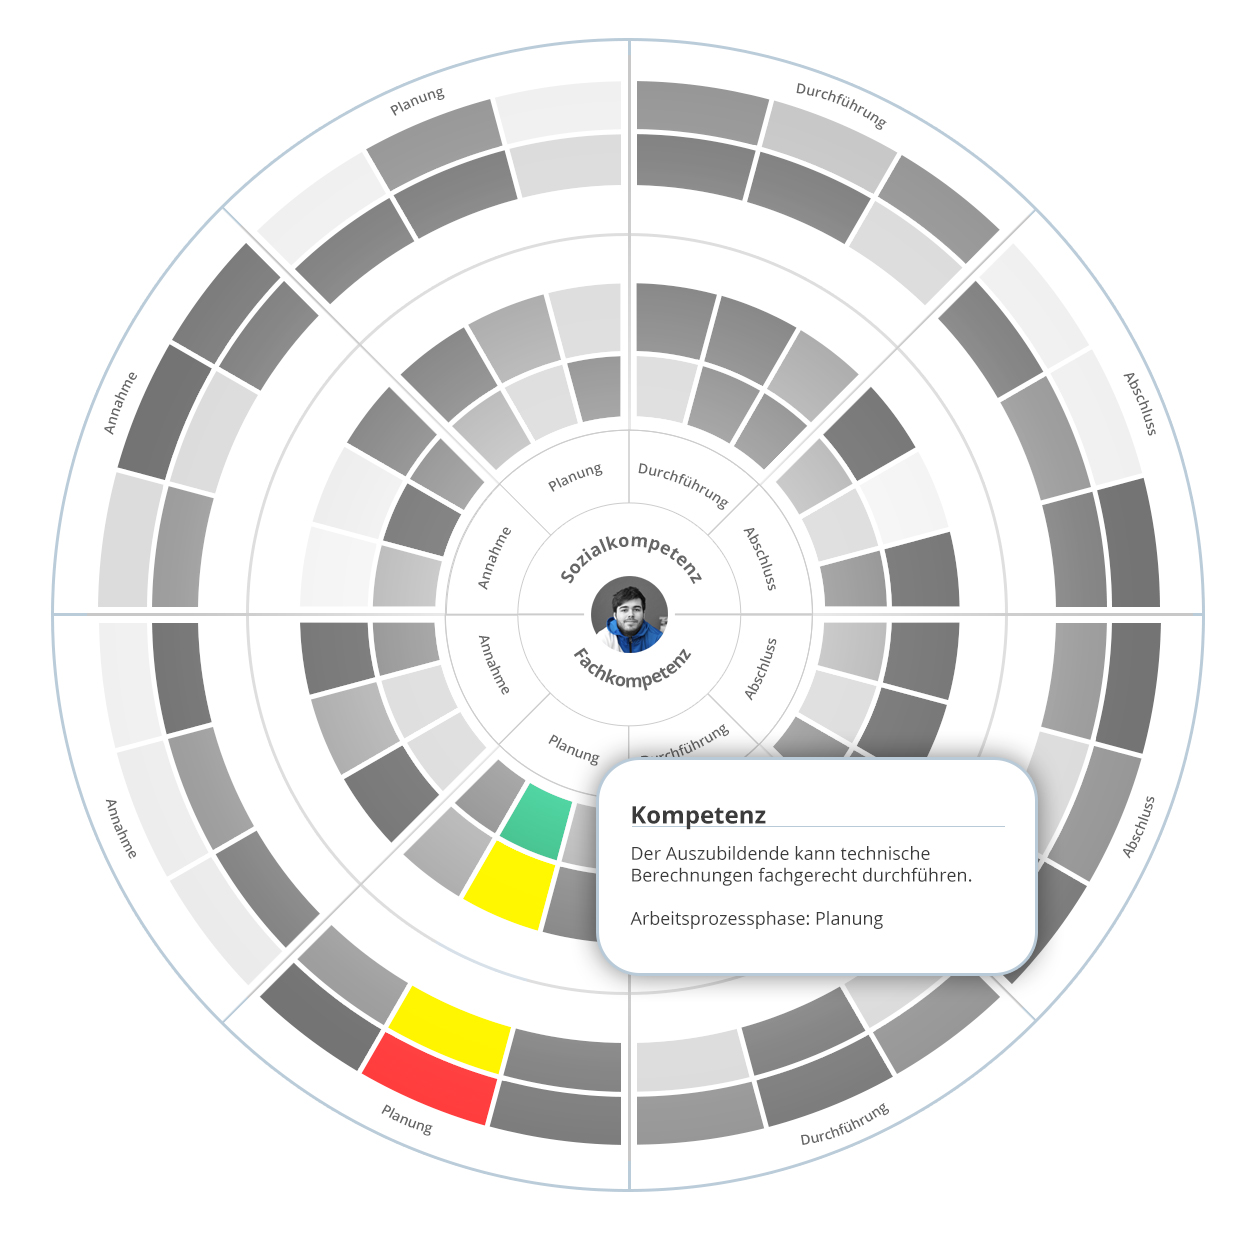 Planung
Durchführung
Annahme
Abschluss
Planung
Durchführung
Annahme
Abschluss
Sozialkompetenz
Fachkompetenz
Annahme
Abschluss
Planung
Durchführung
Kompetenz
Der Auszubildende kann technische
Berechnungen fachgerecht durchführen.
Arbeitsprozessphase: Planung
Annahme
Abschluss
Planung
Durchführung